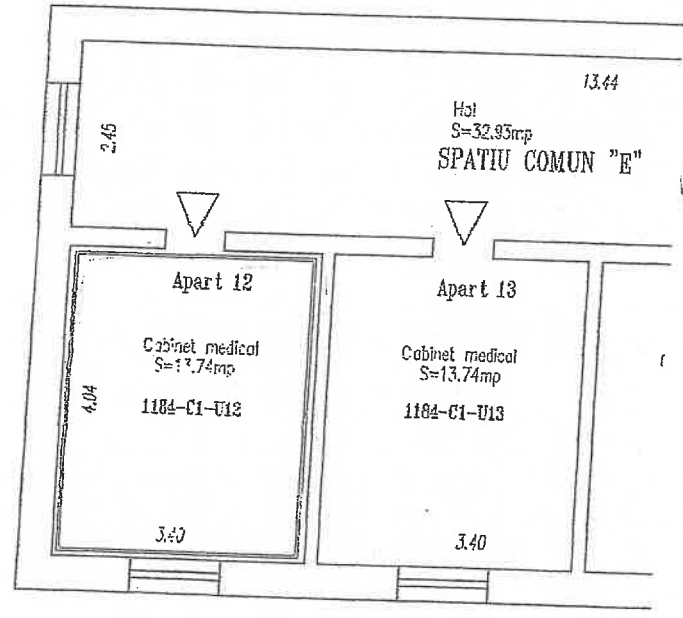 13.44
2.45
Hol
S=32.93mp
SPATIU COMUN "E"
Apart 12
Cabinet medical
S=13.74mp
4.04
1184-C1-U12
3.40
Apart 13
Cabinet medical
S=13.74mp
1184-C1-U13
3.40